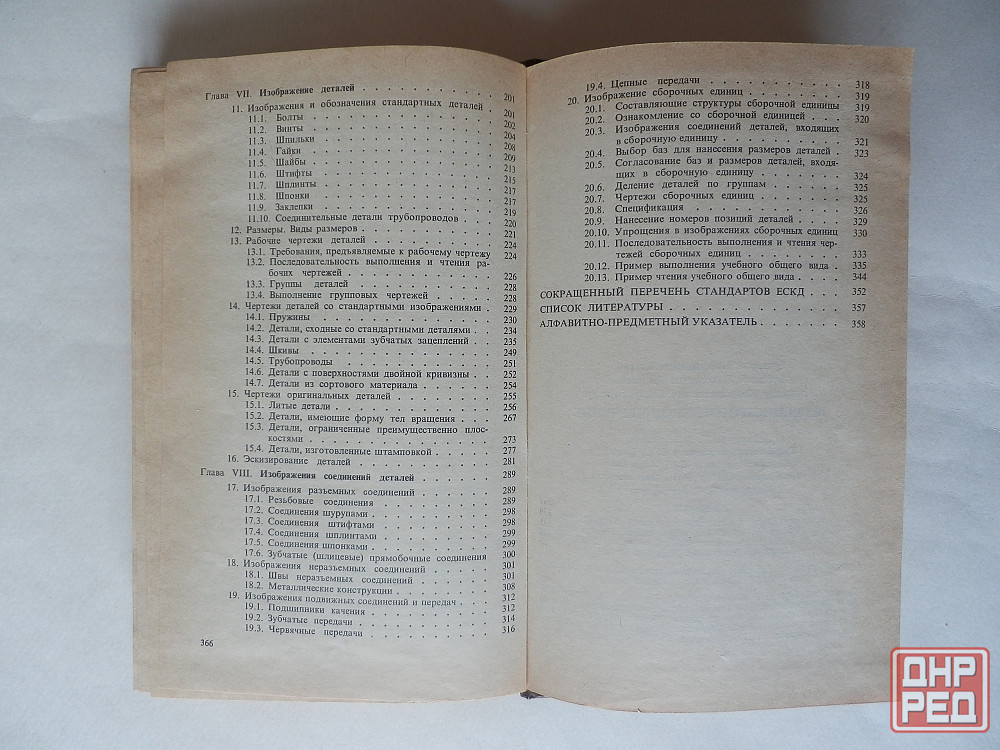 Глава VII. Изображение деталей . . . . . . . . . . . 201
11. Изображения и обозначения стандартных деталей . 201
11.1. Болты . . . . . . . . . . . . . . . . 202
11.2. Винты . . . . . . . . . . . . . . . . 204
11.3. Шпильки . . . . . . . . . . . . . . . 208
11.4. Гайки . . . . . . . . . . . . . . . . 209
11.5. Шайбы . . . . . . . . . . . . . . . . 213
11.6. Штифты . . . . . . . . . . . . . . . 215
11.7. Шплинты . . . . . . . . . . . . . . . 217
11.8. Шпонки . . . . . . . . . . . . . . . 217
11.9. Заклепки . . . . . . . . . . . . . . . 219
11.10. Соединительные детали трубопроводов . . . 220
12. Размеры. Виды размеров . . . . . . . . . . . 221
13. Рабочие чертежи деталей . . . . . . . . . . 224
13.1. Требования, предъявляемые к рабочему чертежу 224
13.2. Последовательность выполнения и чтения ра-
бочих чертежей . . . . . . . . . . . . 226
13.3. Группы деталей . . . . . . . . . . . . 228
13.4. Выполнение групповых чертежей . . . . . 228
14. Чертежи деталей со стандартными изображениями . 229
14.1. Пружины . . . . . . . . . . . . . . . 230
14.2. Детали, сходные со стандартными деталями . 234
14.3. Детали с элементами зубчатых зацеплений . . 235
14.4. Шкивы . . . . . . . . . . . . . . . . 249
14.5. Трубопроводы . . . . . . . . . . . . . 251
14.6. Детали с поверхностями двойной кривизны . . 252
14.7. Детали из сортового материала . . . . . . 254
15. Чертежи оригинальных деталей . . . . . . . . 255
15.1. Литые детали . . . . . . . . . . . . . 256
15.2. Детали, имеющие форму тел вращения . . . 267
15.3. Детали, ограниченные преимущественно плос-
костями . . . . . . . . . . . . . . . 273
15.4. Детали, изготовленные штамповкой . . . . . 277
16. Эскизирование деталей . . . . . . . . . . . 281
Глава VIII. Изображения соединений деталей . . . . . . 289
17. Изображения разъемных соединений . . . . . . 289
17.1. Резьбовые соединения . . . . . . . . . . 289
17.2. Соединения шурупами . . . . . . . . . . 298
17.3. Соединения штифтами . . . . . . . . . . 298
17.4. Соединения шплинтами . . . . . . . . . . 299
17.5. Соединения шпонками . . . . . . . . . . 299
17.6. Зубчатые (шлицевые) прямобочные соединения 300
18. Изображения неразъемных соединений . . . . . 301
18.1. Швы неразъемных соединений . . . . . . 301
18.2. Металлические конструкции . . . . . . . . 308
19. Изображения подвижных соединений и передач . . . 312
19.1. Подшипники качения . . . . . . . . . . 312
19.2. Зубчатые передачи . . . . . . . . . . . 314
19.3. Червячные передачи . . . . . . . . . . 316
366
19.4. Цепные передачи . . . . . . . . . . . 318
20. Изображение сборочных единиц . . . . . . . . 319
20.1. Составляющие структуры сборочной единицы 319
20.2. Ознакомление со сборочной единицей . . . 320
20.3. Изображения соединений деталей, входящих
в сборочную единицу . . . . . . . . . . 321
20.4. Выбор баз для нанесения размеров деталей . 323
20.5. Согласование баз и размеров деталей, входя-
щих в сборочную единицу . . . . . . . . 324
20.6. Деление деталей по группам . . . . . . . 325
20.7. Чертежи сборочных единиц . . . . . . . . 325
20.8. Спецификация . . . . . . . . . . . . . 326
20.9. Нанесение номеров позиций деталей . . . . 329
20.10. Упрощения в изображениях сборочных единиц 330
20.11. Последовательность выполнения и чтения чер-
тежей сборочных единиц . . . . . . . . . 333
20.12. Пример выполнения учебного общего вида . . 335
20.13. Пример чтения учебного общего вида . . . . 344
СОКРАЩЕННЫЙ ПЕРЕЧЕНЬ СТАНДАРТОВ ЕСКД . . . 352
СПИСОК ЛИТЕРАТУРЫ . . . . . . . . . . . . . 357
АЛФАВИТНО-ПРЕДМЕТНЫЙ УКАЗАТЕЛЬ . . . . . . . 358
ДНР
РЕД